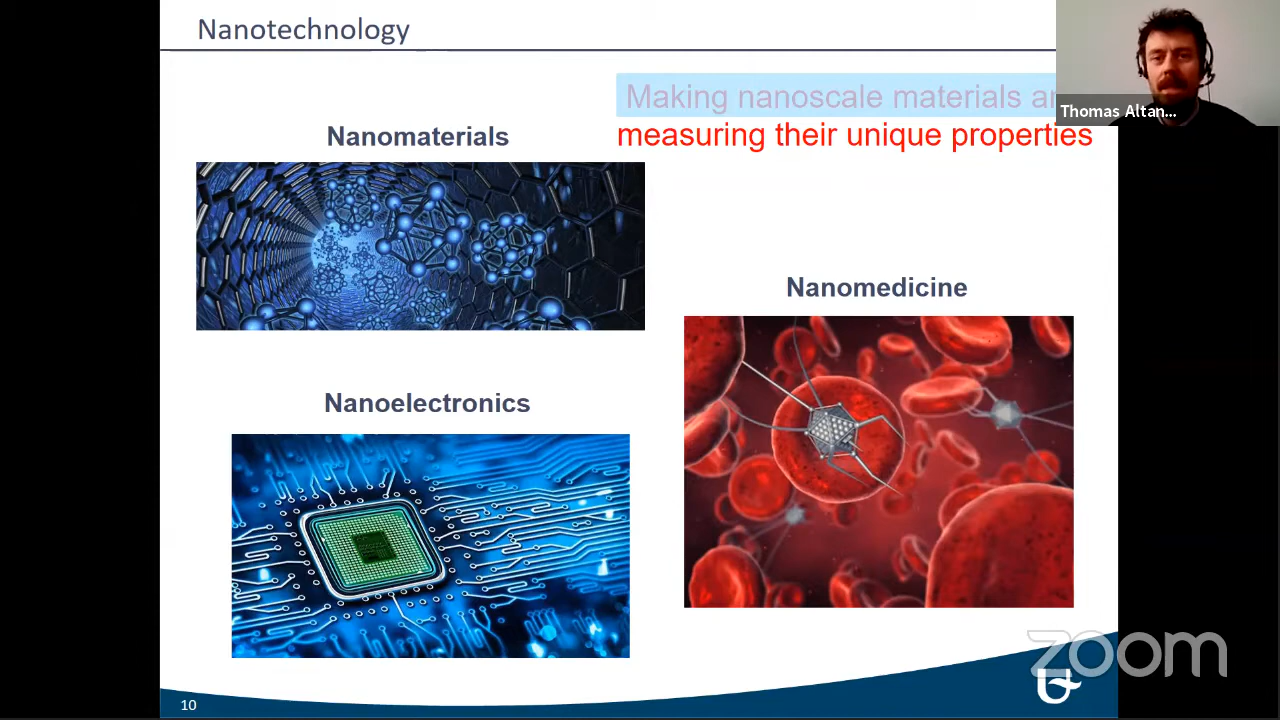 Nanotechnology
Making nanoscale materials
measuring their unique properties
Thomas Altan...
Nanomaterials
Nanomedicine
Nanoelectronics
zoom
10